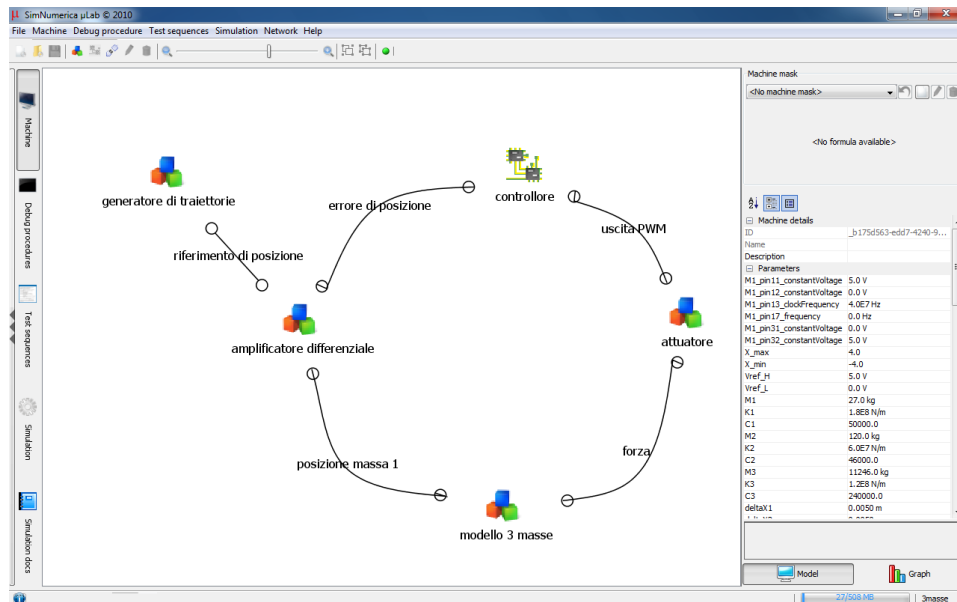 SimNumerica µLab © 2010
File Machine Debug procedure Test sequences Simulation Network Help
Machine
Debug procedures
Test sequences
Simulation
Simulation docs
generatore di traiettorie
riferimento di posizione
errore di posizione
controllore
uscita PWM
amplificatore differenziale
attuatore
posizione massa 1
forza
modello 3 masse
Machine mask
<No machine mask>
<No formula available>
Machine details
ID _b175d563-edd7-4240-9...
Name
Description
Parameters
M1_pin11_constantVoltage 5.0 V
M1_pin12_constantVoltage 0.0 V
M1_pin13_clockFrequency 4.0E7 Hz
M1_pin17_frequency 0.0 Hz
M1_pin31_constantVoltage 0.0 V
M1_pin32_constantVoltage 5.0 V
X_max 4.0
X_min -4.0
Vref_H 5.0 V
Vref_L 0.0 V
M1 27.0 kg
K1 1.8E8 N/m
C1 50000.0
M2 120.0 kg
K2 6.0E7 N/m
C2 46000.0
M3 11246.0 kg
K3 1.2E8 N/m
C3 240000.0
deltaX1 0.0050 m
Model Graph
27/508 MB 3masse